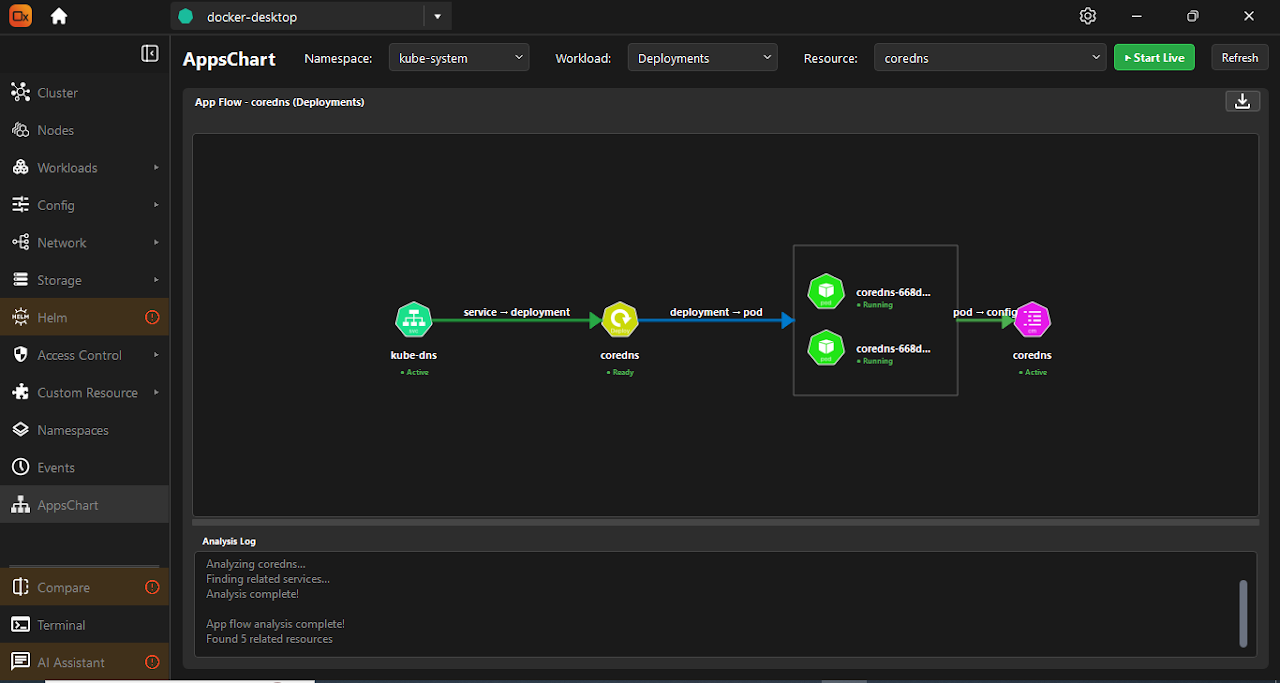 Ox docker-desktop
AppsChart Namespace: kube-system Workload: Deployments Resource: coredns Start Live Refresh
Cluster
Nodes
Workloads
Config
Network
Storage
HELM Helm
Access Control
Custom Resource
Namespaces
Events
AppsChart
Compare
Terminal
AI Assistant
App Flow - coredns (Deployments)
service → deployment
deployment → pod
pod → config
svc
kube-dns
• Active
Deploy
coredns
• Ready
pod
coredns-668d...
• Running
pod
coredns-668d...
• Running
cm
coredns
• Active
Analysis Log
Analyzing coredns...
Finding related services...
Analysis complete!
App flow analysis complete!
Found 5 related resources